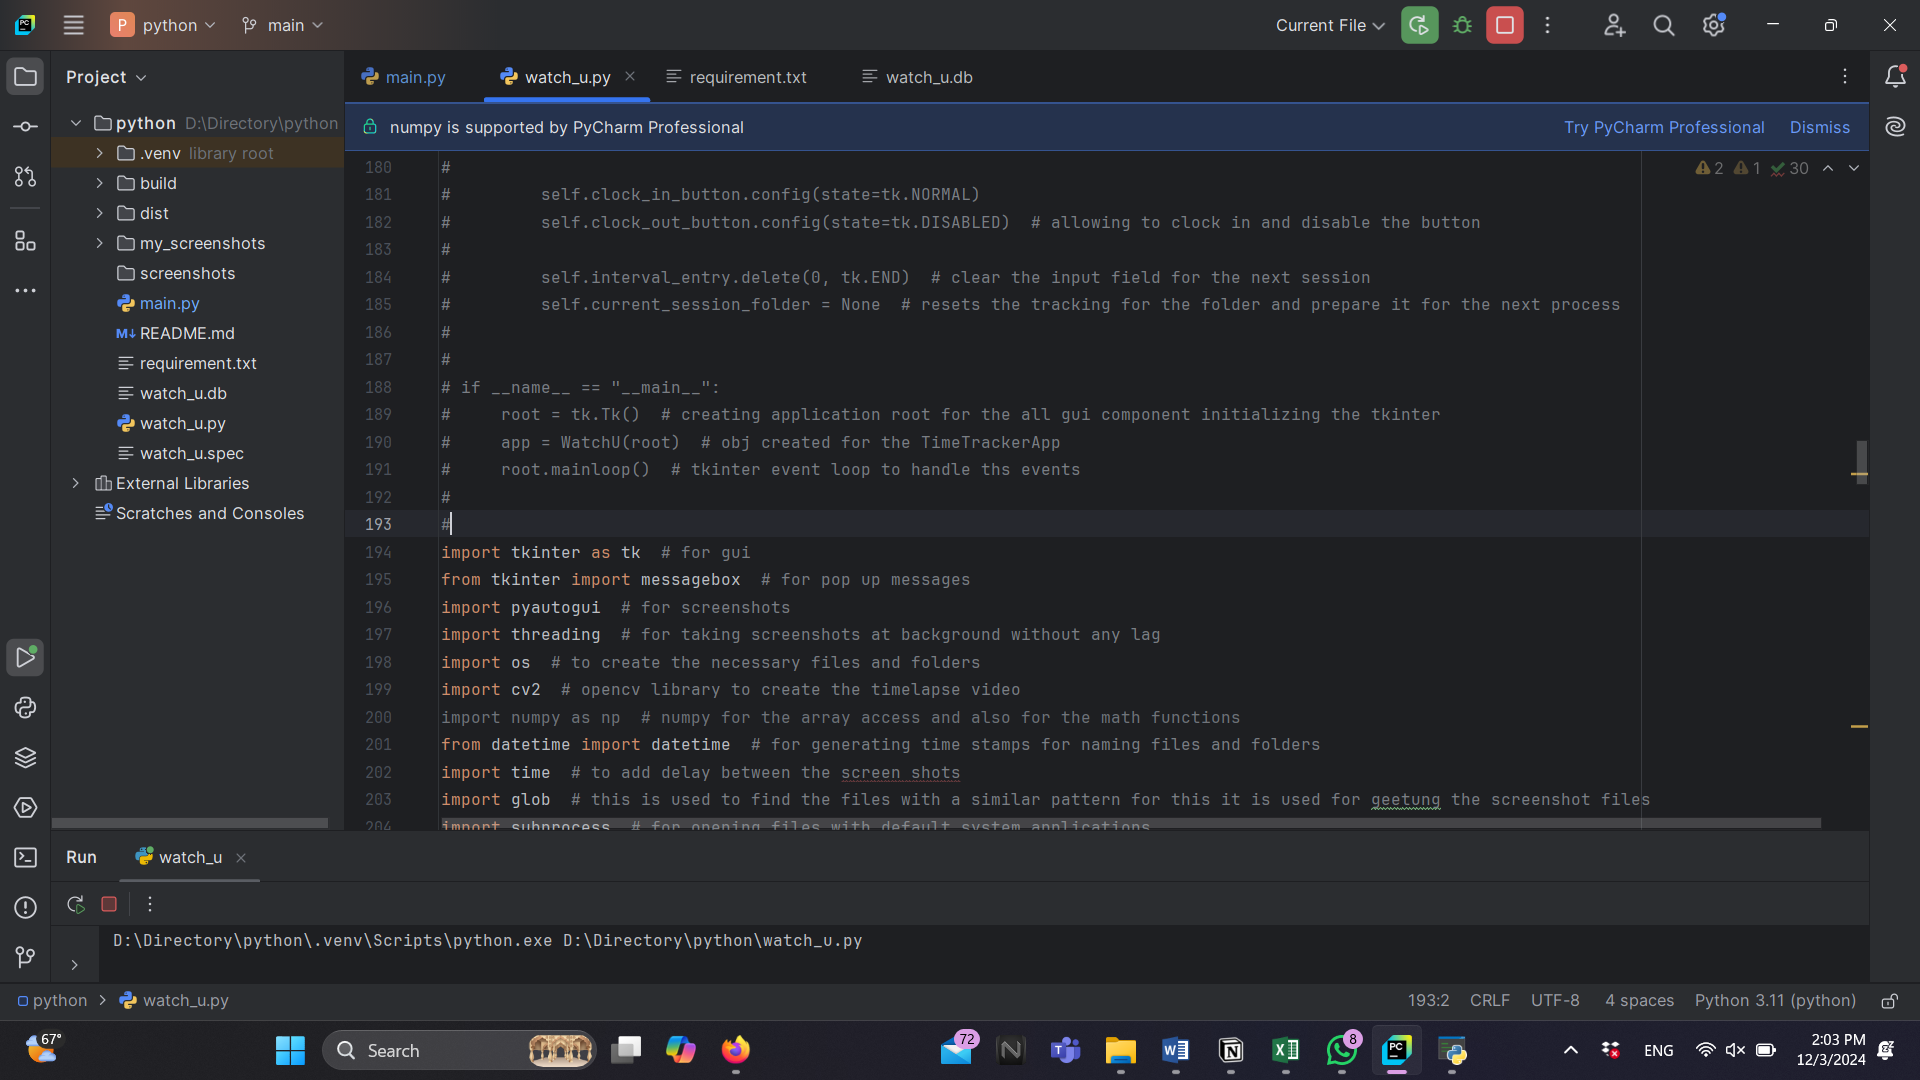 P python main Current File
Project
main.py watch_u.py requirement.txt watch_u.db
numpy is supported by PyCharm Professional Try PyCharm Professional Dismiss
python D:\Directory\python
.venv library root
build
dist
my_screenshots
screenshots
main.py
README.md
requirement.txt
watch_u.db
watch_u.py
watch_u.spec
External Libraries
Scratches and Consoles
2 1 30
180 #
181 # self.clock_in_button.config(state=tk.NORMAL)
182 # self.clock_out_button.config(state=tk.DISABLED) # allowing to clock in and disable the button
183 #
184 # self.interval_entry.delete(0, tk.END) # clear the input field for the next session
185 # self.current_session_folder = None # resets the tracking for the folder and prepare it for the next process
186 #
187 #
188 # if __name__ == "__main__":
189 # root = tk.Tk() # creating application root for the all gui component initializing the tkinter
190 # app = WatchU(root) # obj created for the TimeTrackerApp
191 # root.mainloop() # tkinter event loop to handle ths events
192 #
193 #
194 import tkinter as tk # for gui
195 from tkinter import messagebox # for pop up messages
196 import pyautogui # for screenshots
197 import threading # for taking screenshots at background without any lag
198 import os # to create the necessary files and folders
199 import cv2 # opencv library to create the timelapse video
200 import numpy as np # numpy for the array access and also for the math functions
201 from datetime import datetime # for generating time stamps for naming files and folders
202 import time # to add delay between the screen shots
203 import glob # this is used to find the files with a similar pattern for this it is used for geetung the screenshot files
204 import subprocess # for opening files with default system applications
Run watch_u
D:\Directory\python\.venv\Scripts\python.exe D:\Directory\python\watch_u.py
python watch_u.py 193:2 CRLF UTF-8 4 spaces Python 3.11 (python)
67° Search 72 8 ENG 2:03 PM
12/3/2024